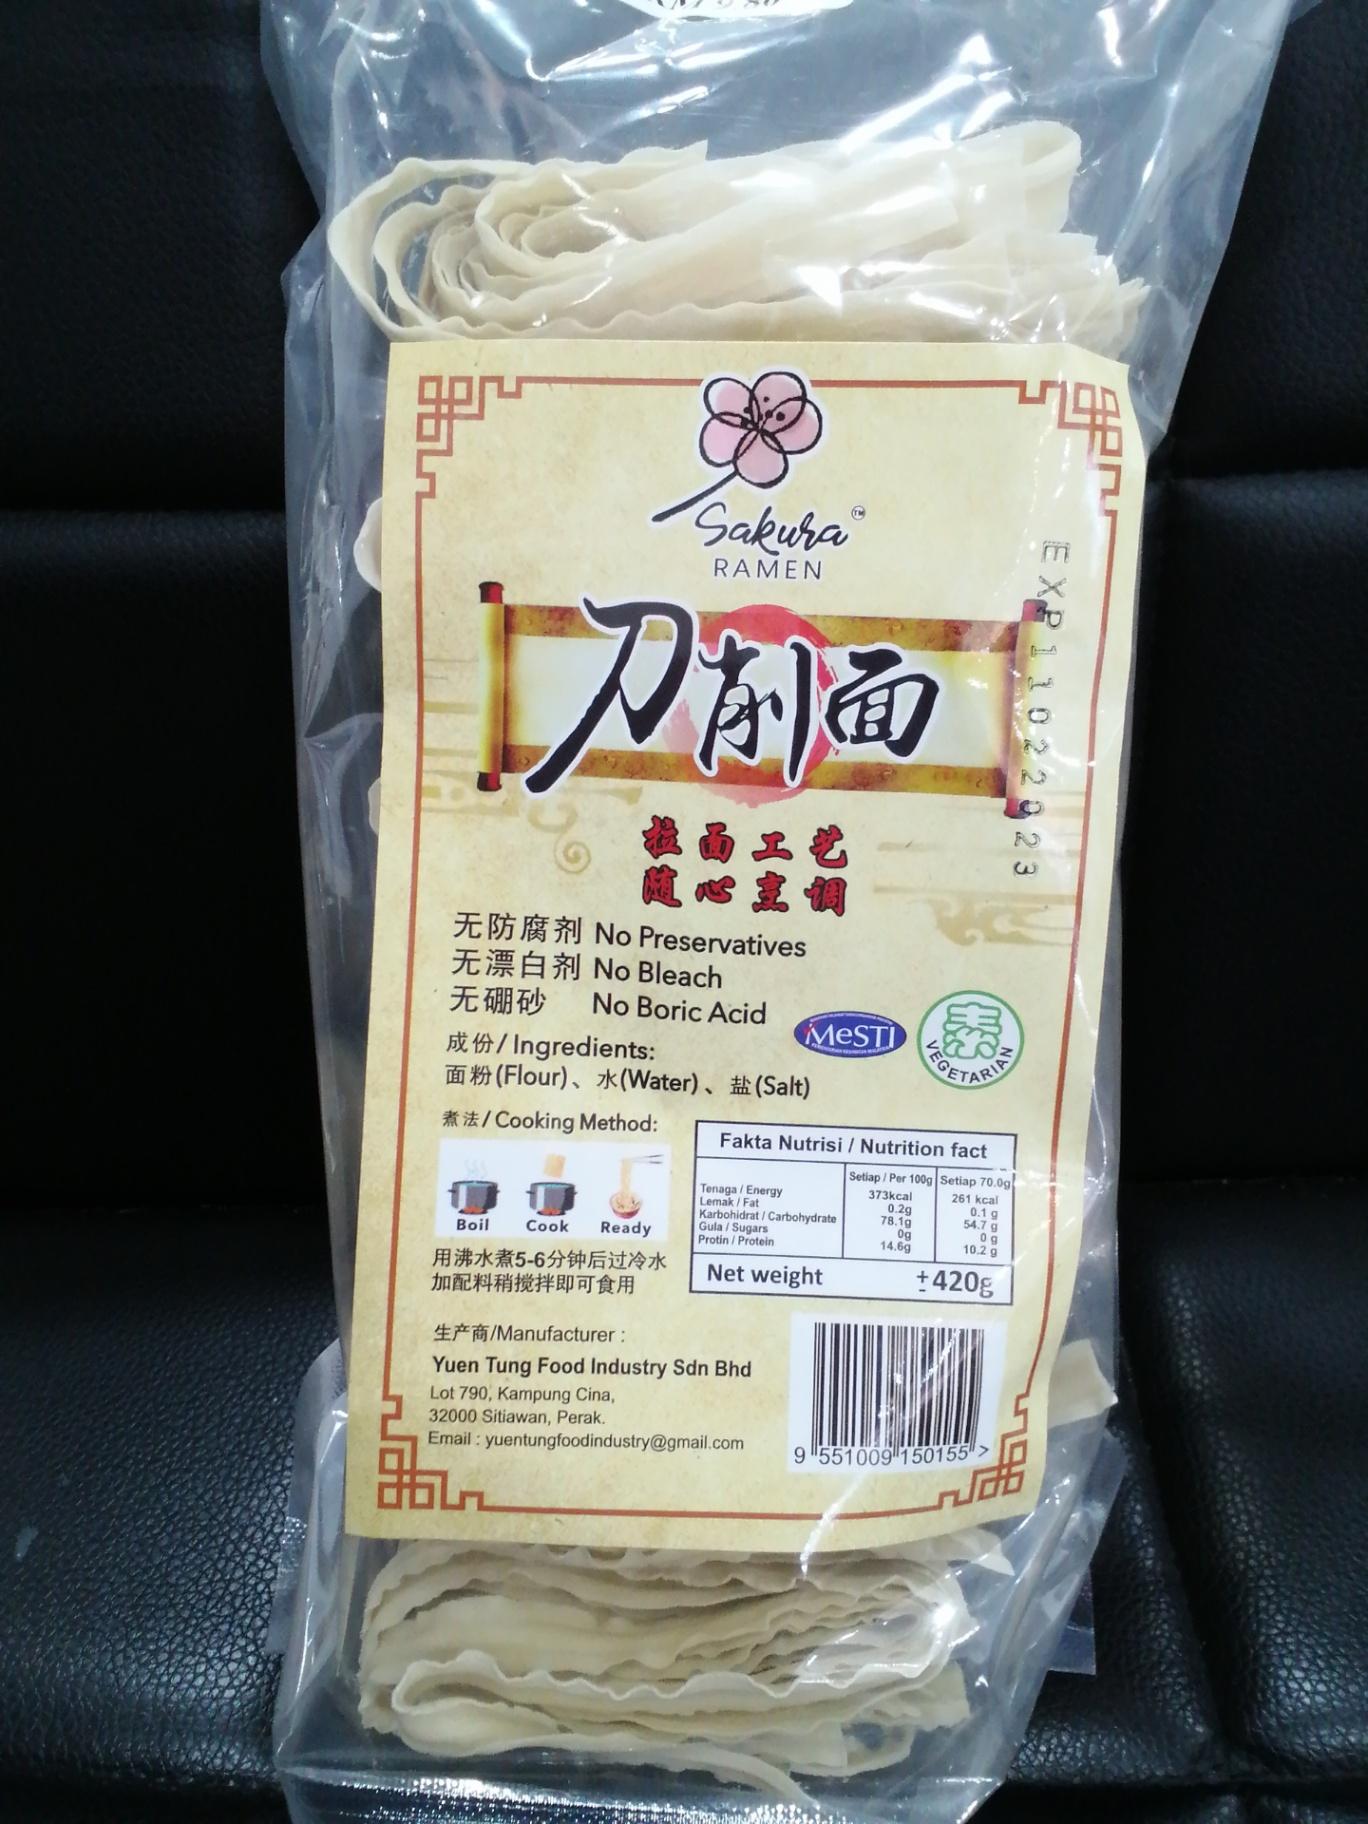 Sakura™
RAMEN
刀削面
EXP11022023
拉面工艺
随心烹调
无防腐剂 No Preservatives
无漂白剂 No Bleach
无硼砂 No Boric Acid
MeSTI
素
VEGETARIAN
成份/Ingredients:
面粉(Flour)、水(Water)、盐(Salt)
煮法/Cooking Method:
Boil Cook Ready
用沸水煮5-6分钟后过冷水
加配料稍搅拌即可食用
Fakta Nutrisi / Nutrition fact
Setiap / Per 100g Setiap 70.0g
Tenaga / Energy 373kcal 261 kcal
Lemak / Fat 0.2g 0.1 g
Karbohidrat / Carbohydrate 78.1g 54.7 g
Gula / Sugars 0g 0 g
Protin / Protein 14.6g 10.2 g
Net weight ±420g
生产商/Manufacturer :
Yuen Tung Food Industry Sdn Bhd
Lot 790, Kampung Cina,
32000 Sitiawan, Perak.
Email : yuentungfoodindustry@gmail.com
9 551009 150155 >